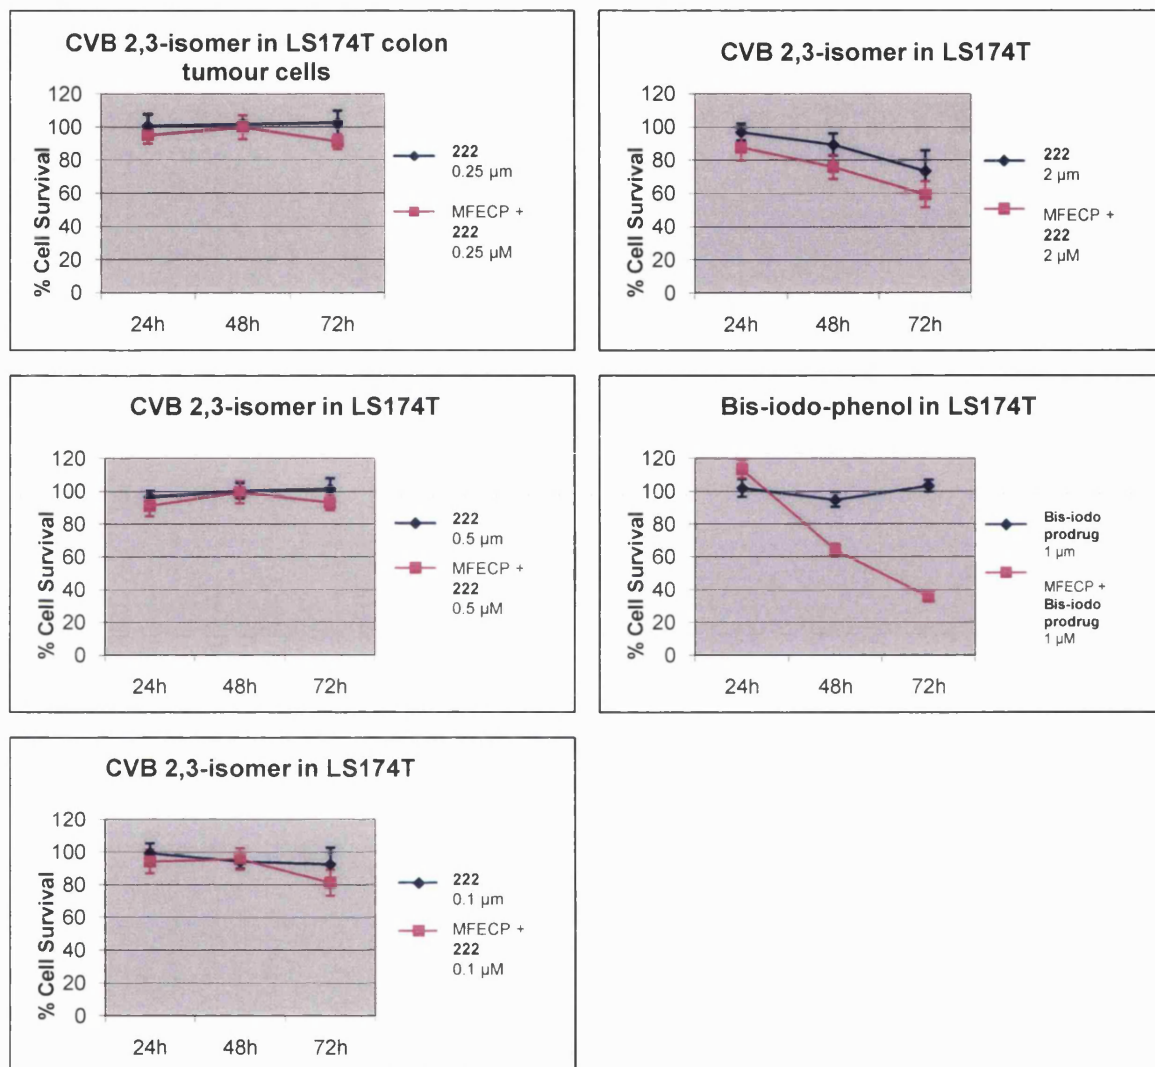 CVB 2,3-isomer in LS174T colon
tumour cells
% Cell Survival
120
100
80
60
40
20
0
24h 48h 72h
222
0.25 µm
MFECP +
222
0.25 µM
CVB 2,3-isomer in LS174T
% Cell Survival
120
100
80
60
40
20
0
24h 48h 72h
222
2 µm
MFECP +
222
2 µM
CVB 2,3-isomer in LS174T
% Cell Survival
120
100
80
60
40
20
0
24h 48h 72h
222
0.5 µm
MFECP +
222
0.5 µM
Bis-iodo-phenol in LS174T
% Cell Survival
120
100
80
60
40
20
0
24h 48h 72h
Bis-iodo
prodrug
1 µm
MFECP +
Bis-iodo
prodrug
1 µM
CVB 2,3-isomer in LS174T
% Cell Survival
120
100
80
60
40
20
0
24h 48h 72h
222
0.1 µm
MFECP +
222
0.1 µM